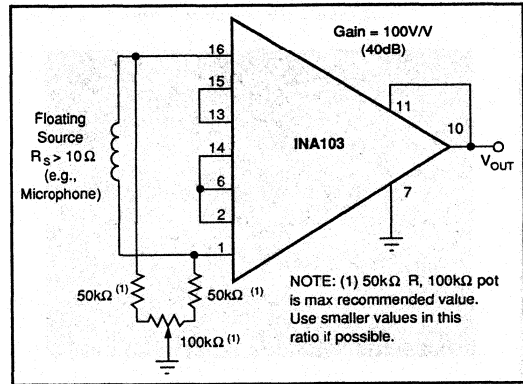 Gain = 100V/V
(40dB)
16
15
13
14
6
2
1
11
10
7
INA103
VOUT
Floating
Source
RS > 10Ω
(e.g.,
Microphone)
50kΩ (1)
50kΩ (1)
100kΩ (1)
NOTE: (1) 50kΩ R, 100kΩ pot
is max recommended value.
Use smaller values in this
ratio if possible.